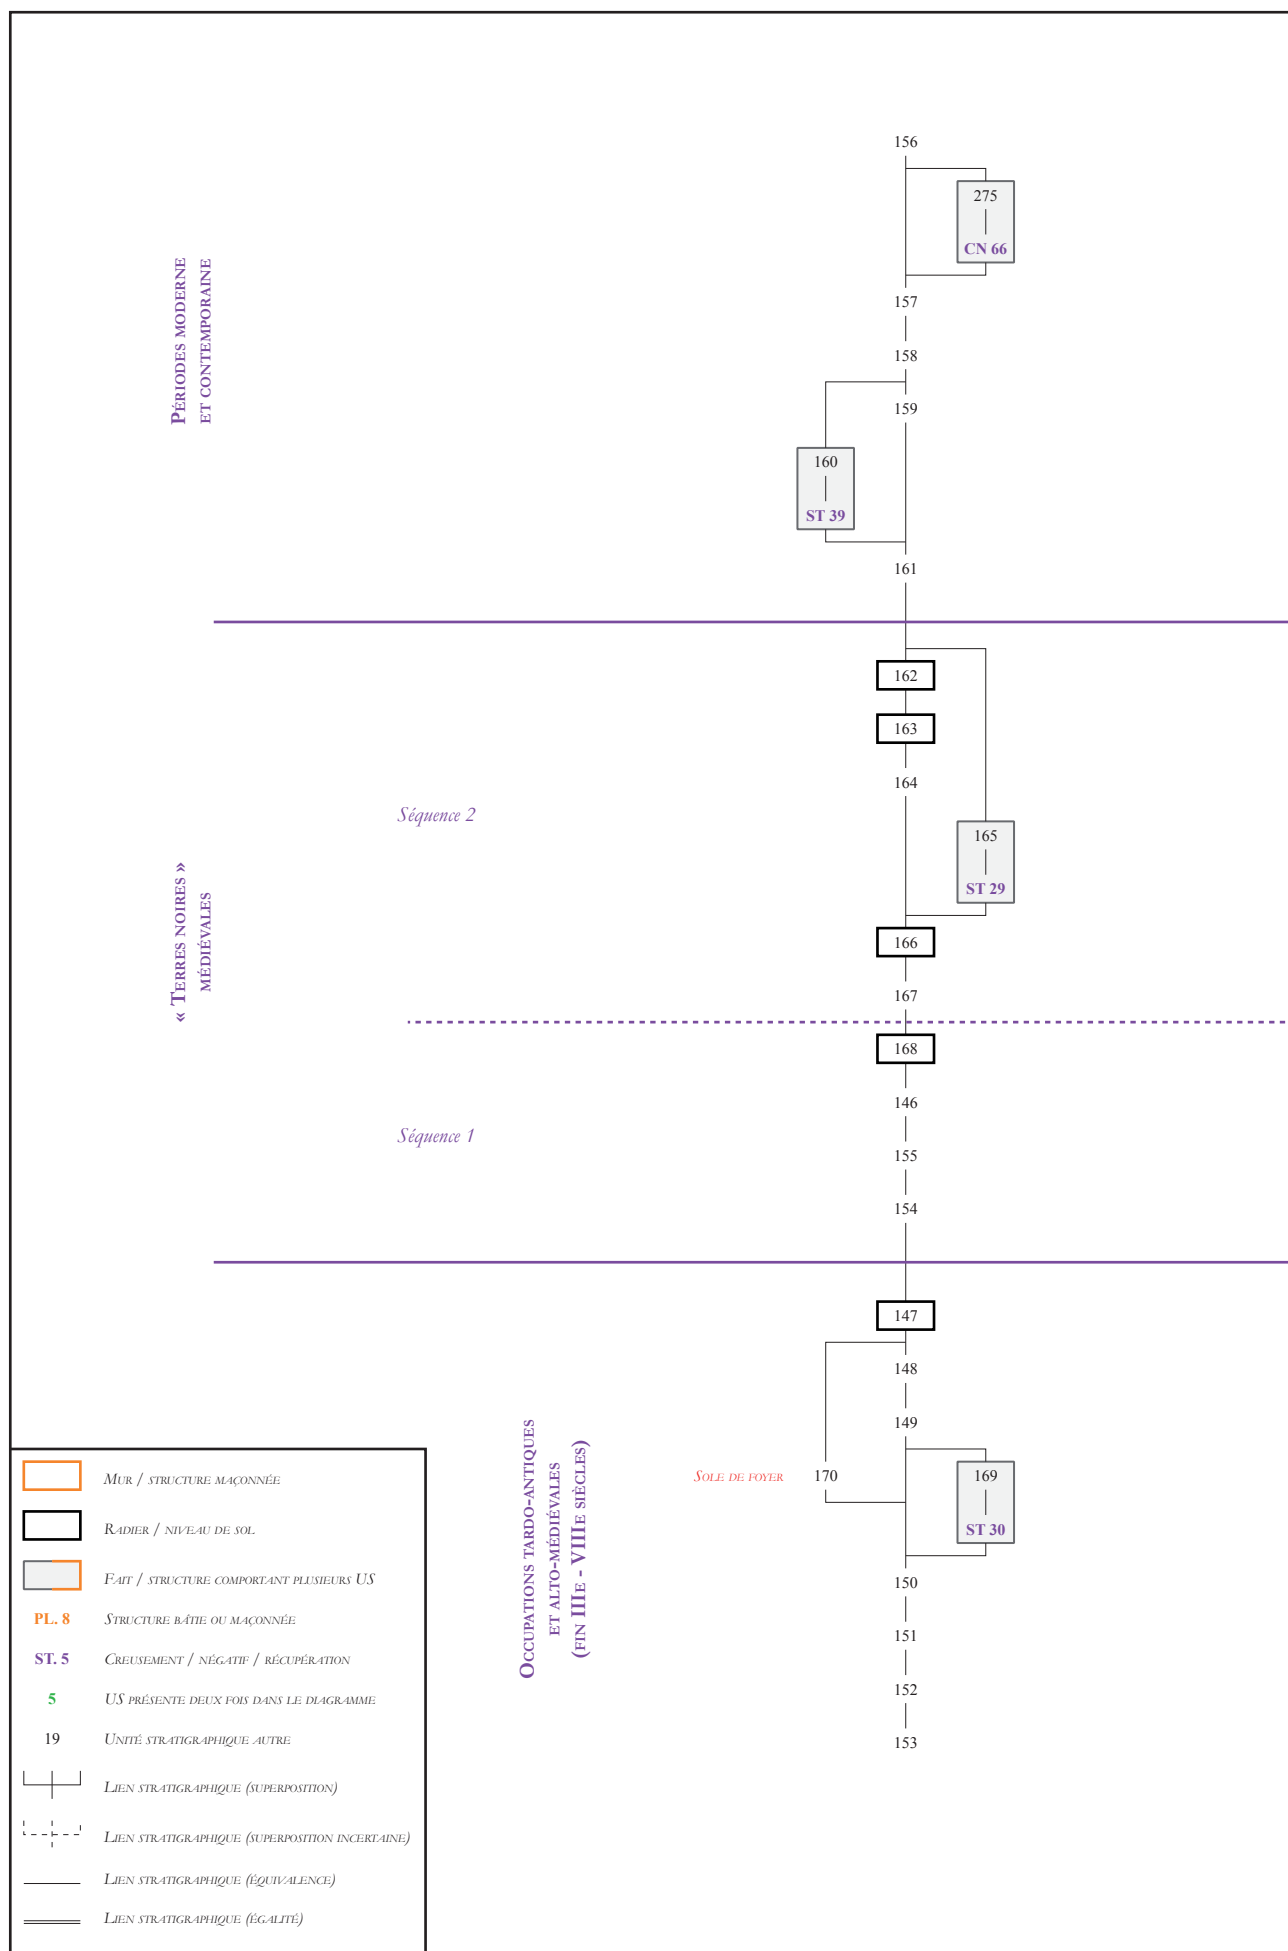 156
275
CN 66
157
158
159
160
ST 39
161
Périodes moderne
et contemporaine
162
163
164
165
ST 29
166
167
Séquence 2
« Terres noires »
médiévales
168
146
155
154
Séquence 1
147
148
149
Sole de foyer
170
169
ST 30
150
151
152
153
Occupations tardo-antiques
et alto-médiévales
(fin IIIe - VIIIe siècles)
Mur / structure maçonnée
Radier / niveau de sol
Fait / structure comportant plusieurs US
PL. 8 Structure bâtie ou maçonnée
ST. 5 Creusement / négatif / récupération
5 US présente deux fois dans le diagramme
19 Unité stratigraphique autre
Lien stratigraphique (superposition)
Lien stratigraphique (superposition incertaine)
Lien stratigraphique (équivalence)
Lien stratigraphique (égalité)